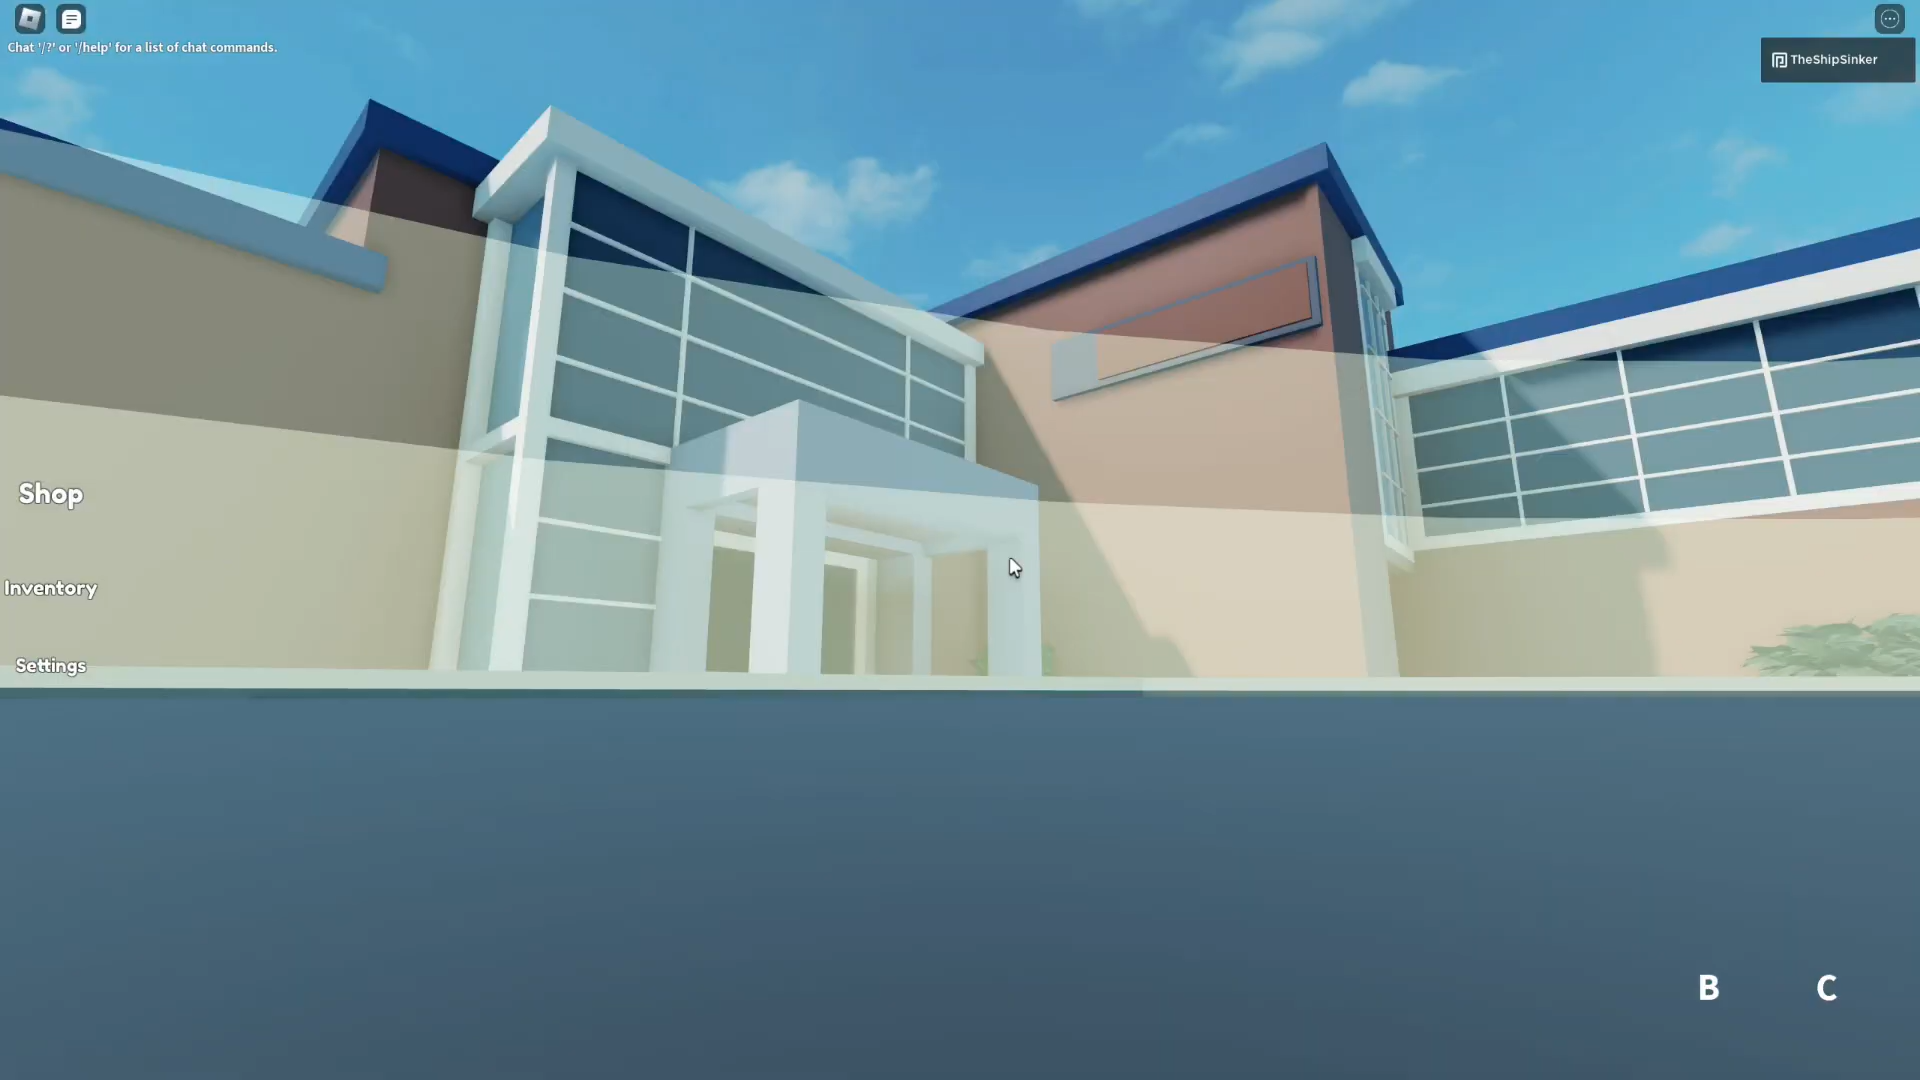 Chat '/?' or '/help' for a list of chat commands.
TheShipSinker
Shop
Inventory
Settings
B
C